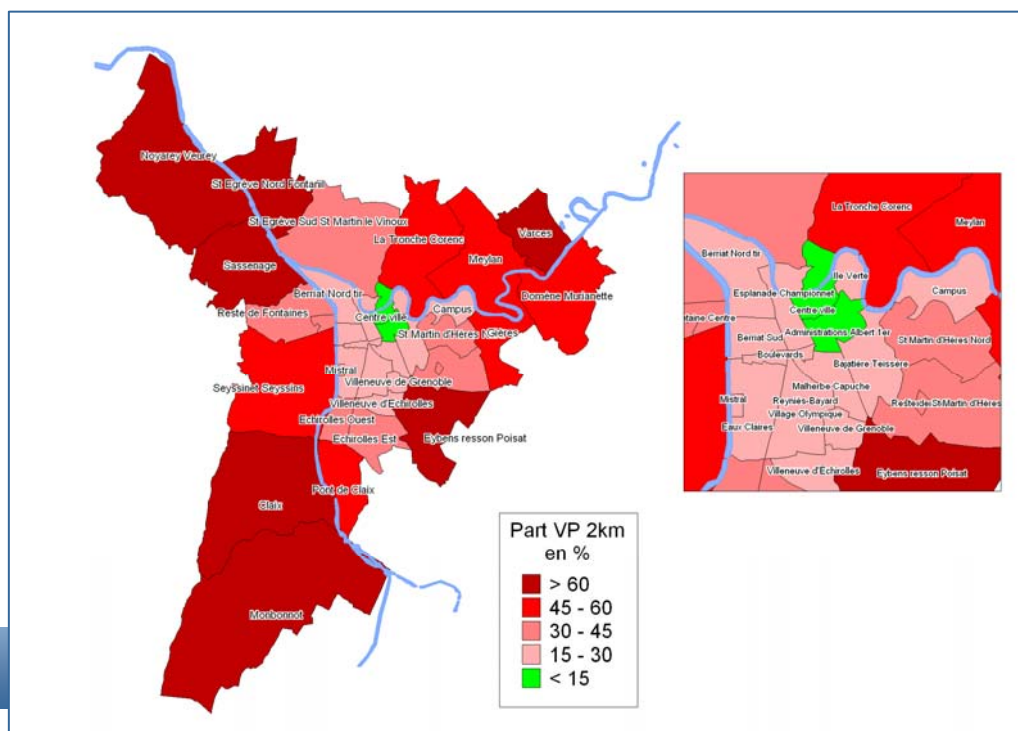 Noyarey Veurey
St Egrève Nord Fontanil
St Egrève Sud St Martin le Vinoux
La Tronche Corenc
Varces
Meylan
Sassenage
Domène Murianette
Berriat Nord tir
Campus
Reste de Fontaines
Centre ville
St Martin d'Hères N
Gières
Mistral
Seyssinet Seyssins
Villeneuve de Grenoble
Villeneuve d'Echirolles
Echirolles Ouest
Echirolles Est
Eybens resson Poisat
Pont de Claix
Claix
Monbonnot
La Tronche Corenc
Meylan
Berriat Nord tir
Ile Verte
Campus
Esplanade Championnet
Centre ville
ntaine Centre
Berriat Sud
Administrations Albert 1er
St Martin d'Hères Nord
Boulevards
Bajatière Teissere
Malherbe Capuche
Mistral
Reyniès-Bayard
Reste de St-Martin d'Hères
Village Olympique
Eaux Claires
Villeneuve de Grenoble
Villeneuve d'Echirolles
Eybens resson Poisat
Part VP 2km
en %
> 60
45 - 60
30 - 45
15 - 30
< 15